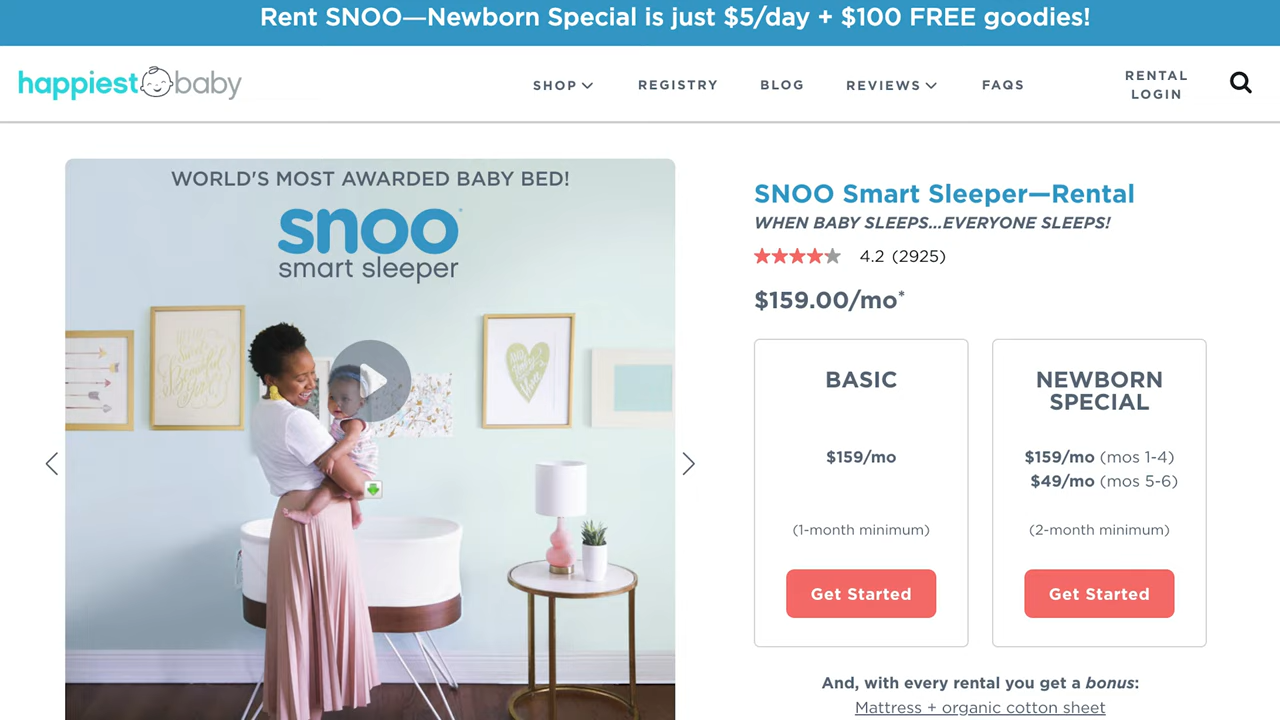 Rent SNOO—Newborn Special is just $5/day + $100 FREE goodies!
happiest baby
SHOP
REGISTRY
BLOG
REVIEWS
FAQS
RENTAL
LOGIN
WORLD'S MOST AWARDED BABY BED!
snoo
smart sleeper
SNOO Smart Sleeper—Rental
WHEN BABY SLEEPS...EVERYONE SLEEPS!
4.2 (2925)
$159.00/mo*
BASIC
$159/mo
(1-month minimum)
Get Started
NEWBORN
SPECIAL
$159/mo (mos 1-4)
$49/mo (mos 5-6)
(2-month minimum)
Get Started
And, with every rental you get a bonus:
Mattress + organic cotton sheet